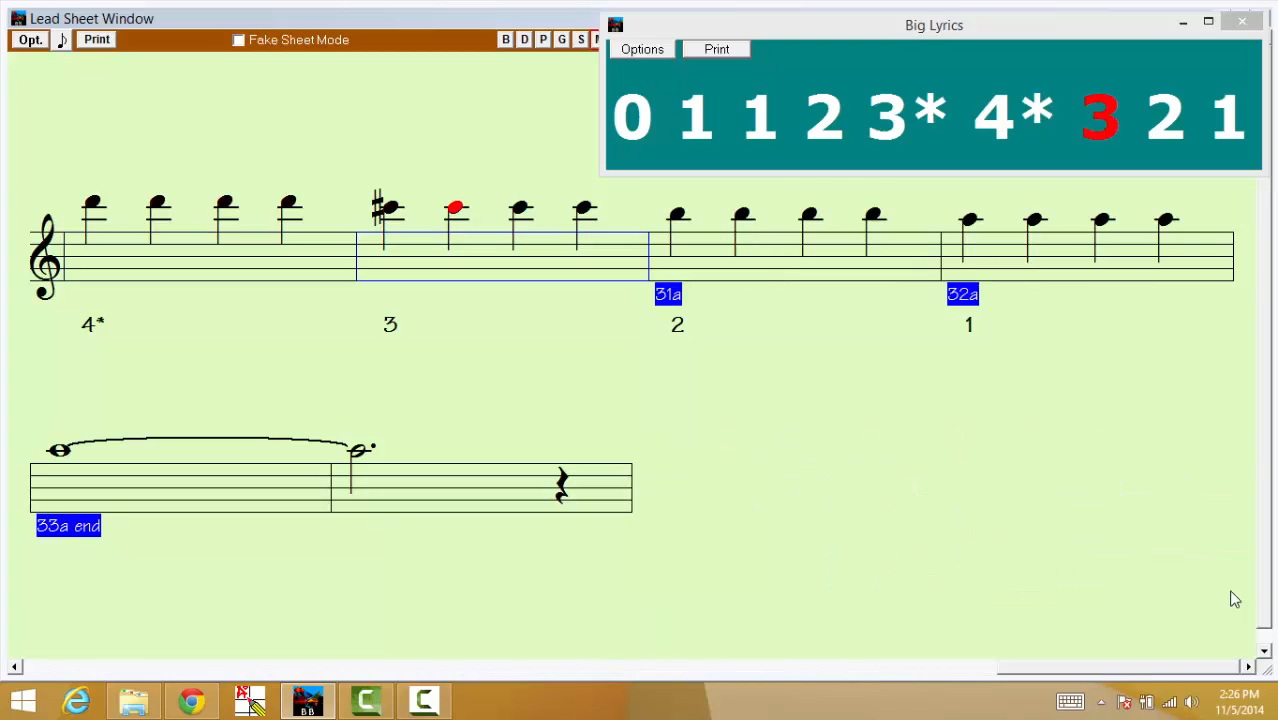 Lead Sheet Window
Big Lyrics
Opt. Print Fake Sheet Mode B D P G S
Options Print
0 1 1 2 3* 4* 3 2 1
31a 32a
4* 3 2 1
33a end
BB
2:26 PM
11/5/2014